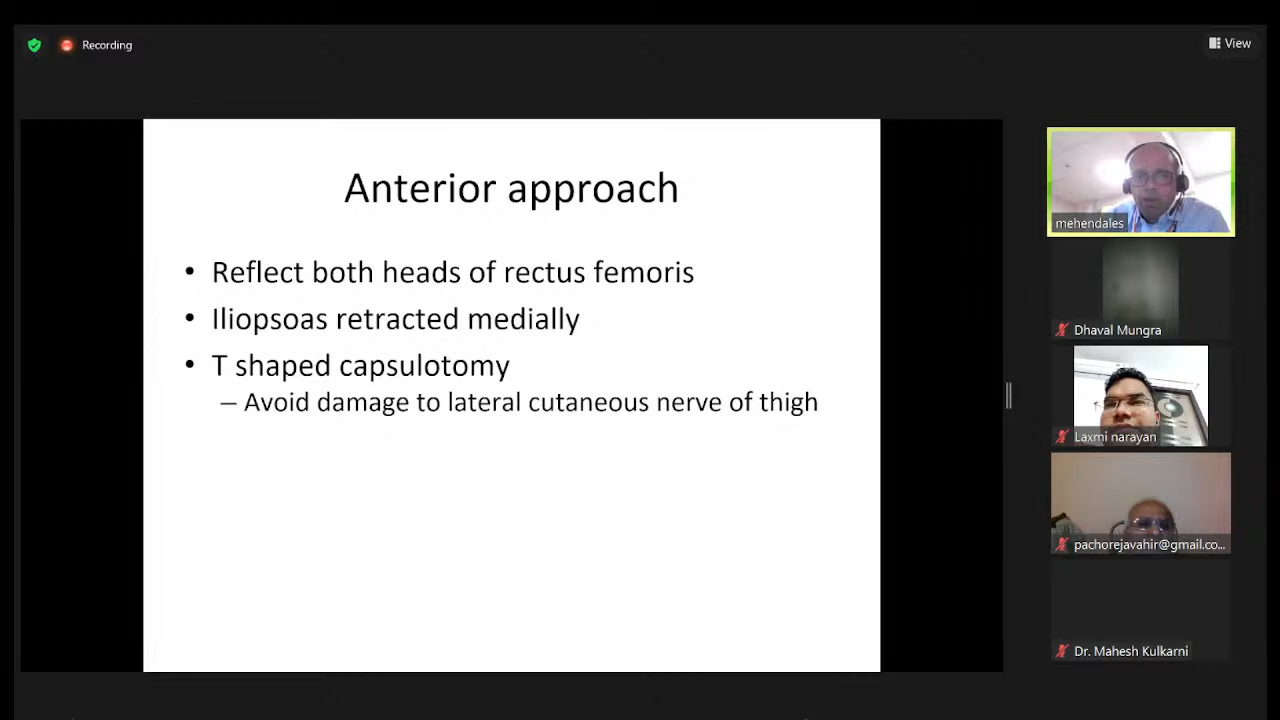 Recording
View
Anterior approach
• Reflect both heads of rectus femoris
• Iliopsoas retracted medially
• T shaped capsulotomy
– Avoid damage to lateral cutaneous nerve of thigh
mehendales
Dhaval Mungra
Laxmi narayan
pachorejavahir@gmail.co...
Dr. Mahesh Kulkarni